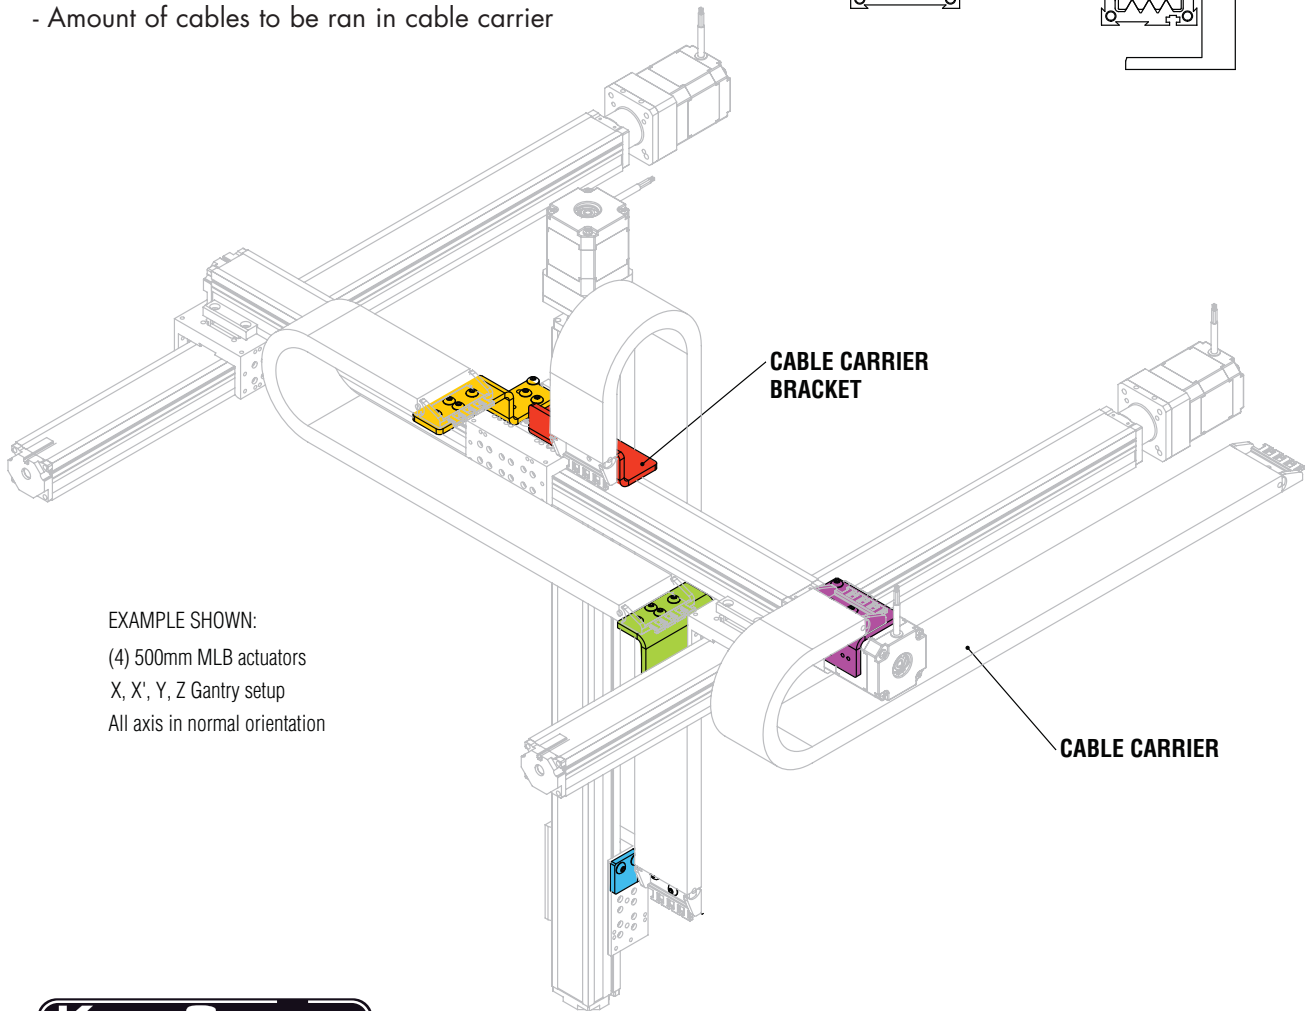 - Amount of cables to be ran in cable carrier
CABLE CARRIER
BRACKET
EXAMPLE SHOWN:
(4) 500mm MLB actuators
X, X', Y, Z Gantry setup
All axis in normal orientation
CABLE CARRIER